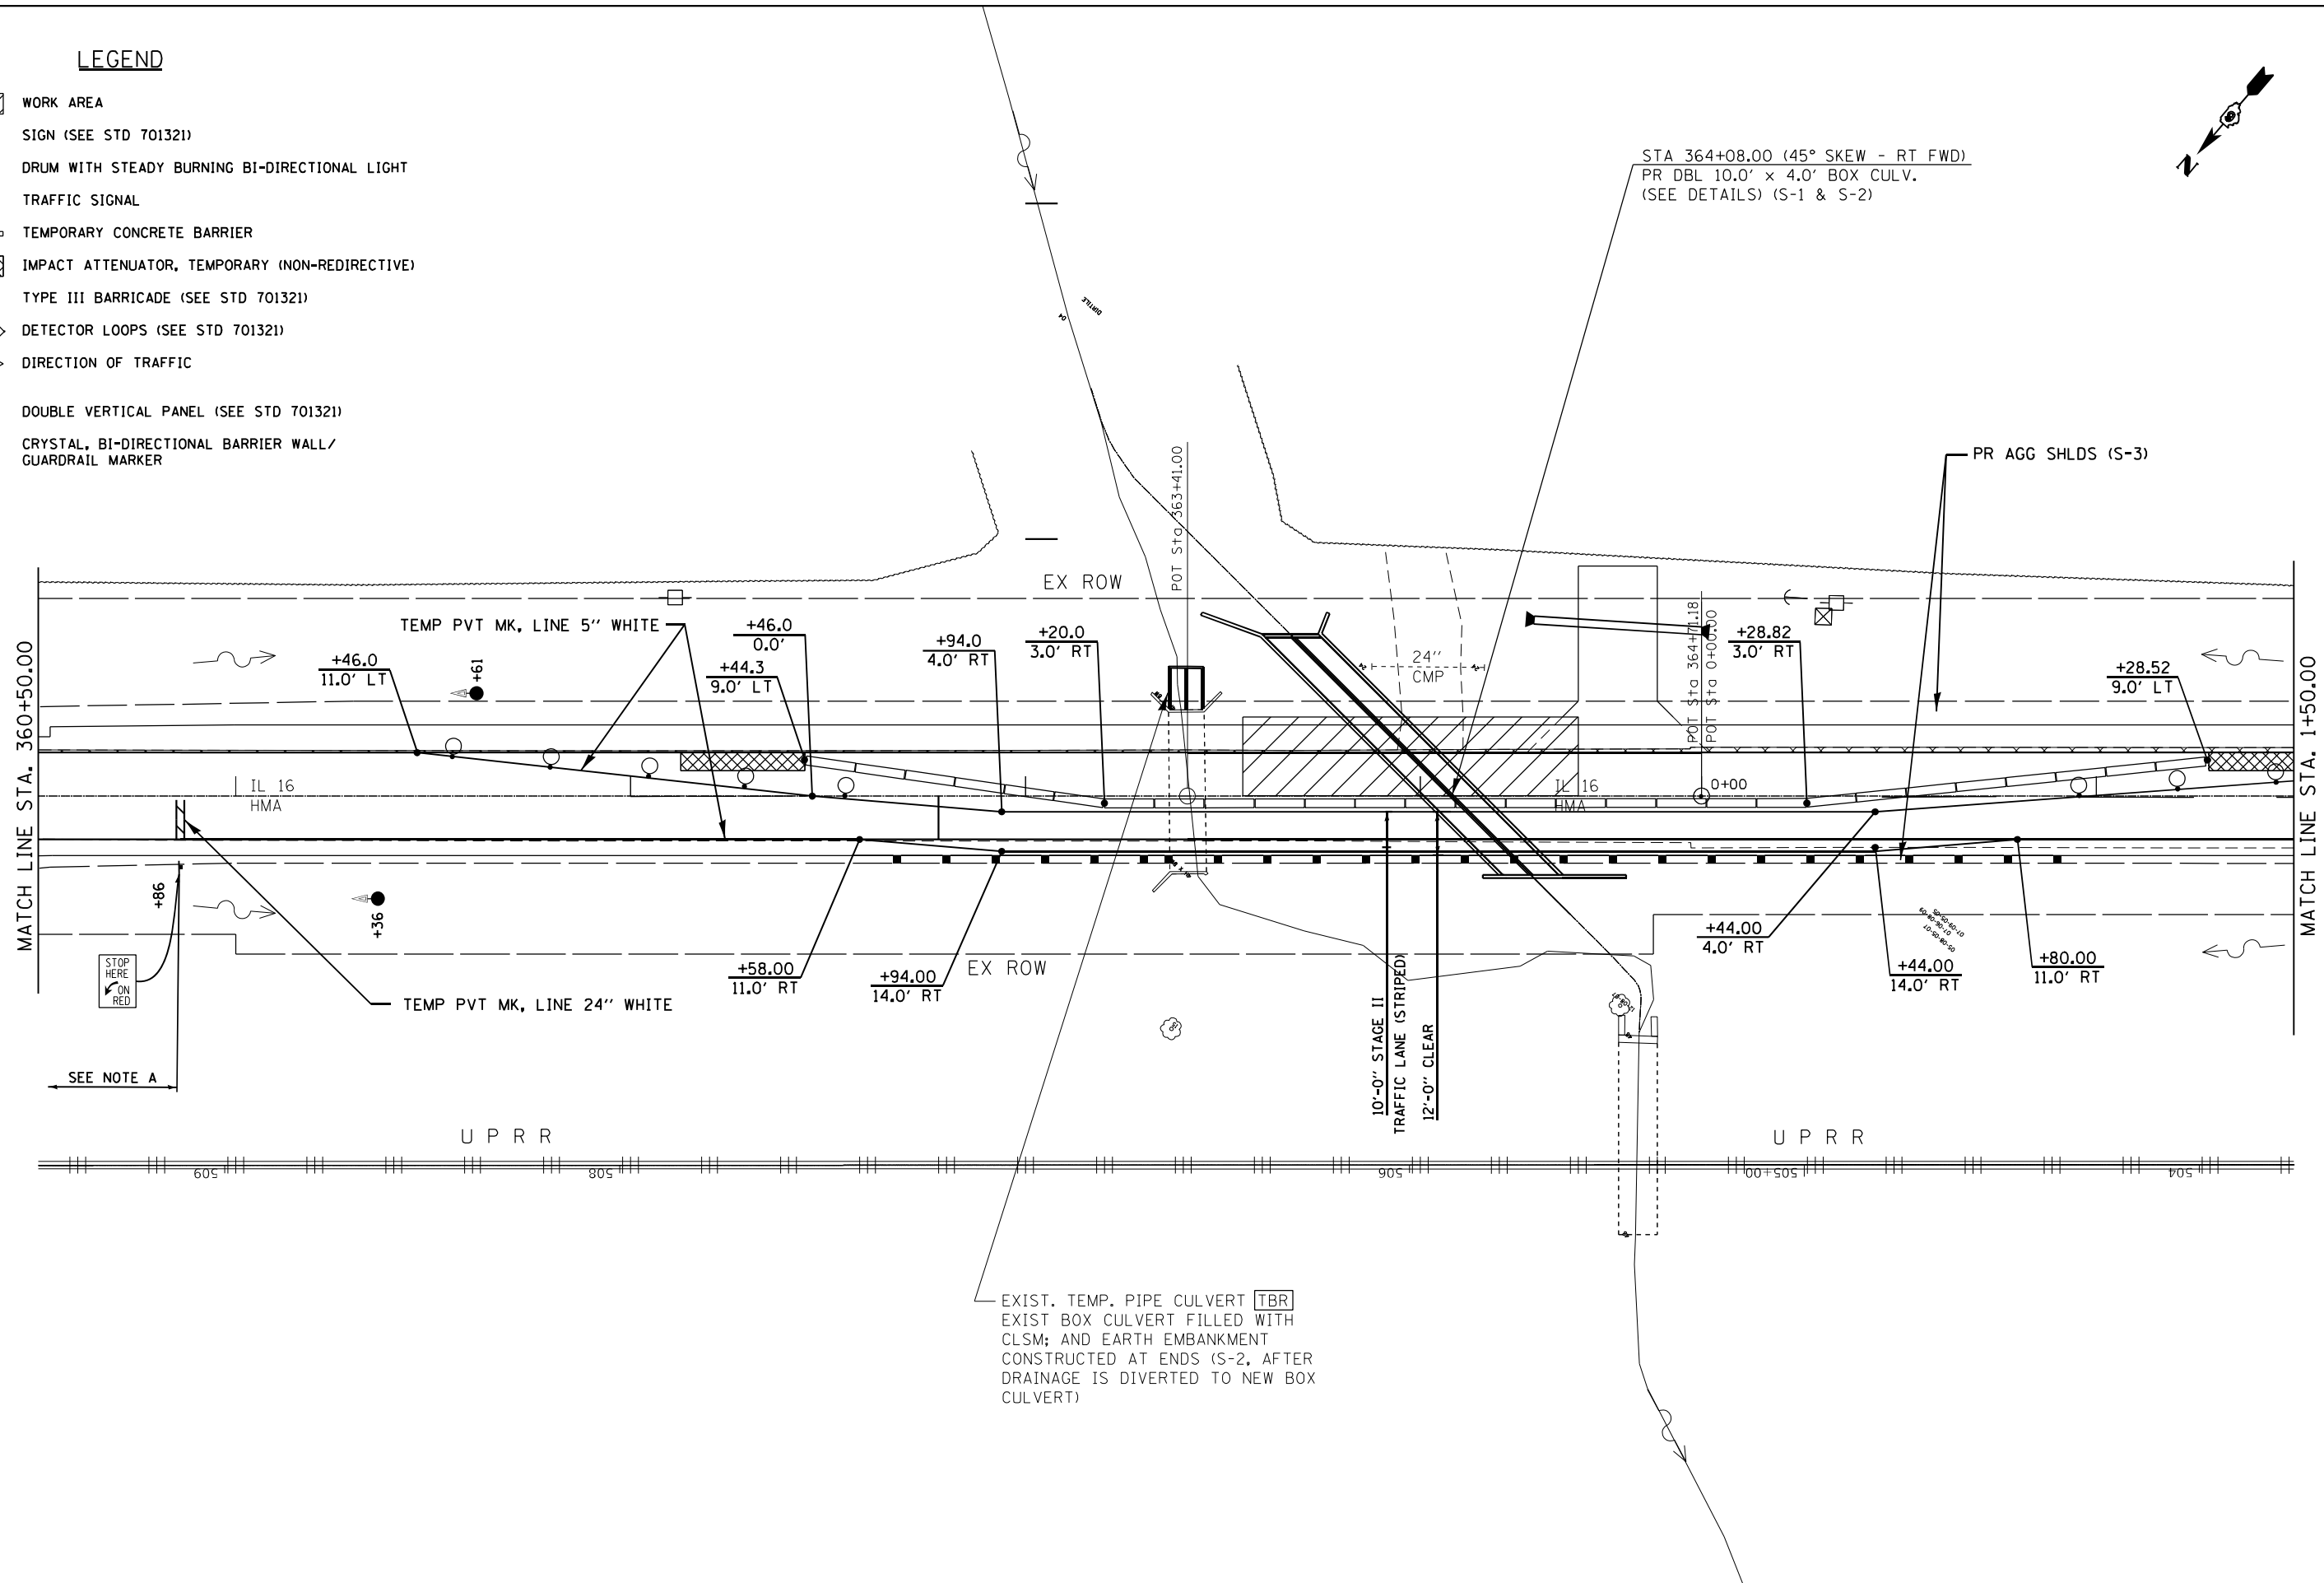 LEGEND
WORK AREA
SIGN (SEE STD 701321)
DRUM WITH STEADY BURNING BI-DIRECTIONAL LIGHT
TRAFFIC SIGNAL
TEMPORARY CONCRETE BARRIER
IMPACT ATTENUATOR, TEMPORARY (NON-REDIRECTIVE)
TYPE III BARRICADE (SEE STD 701321)
DETECTOR LOOPS (SEE STD 701321)
DIRECTION OF TRAFFIC
DOUBLE VERTICAL PANEL (SEE STD 701321)
CRYSTAL, BI-DIRECTIONAL BARRIER WALL/
GUARDRAIL MARKER
N
STA 364+08.00 (45° SKEW - RT FWD)
PR DBL 10.0' x 4.0' BOX CULV.
(SEE DETAILS) (S-1 & S-2)
PR AGG SHLDS (S-3)
POT Sta 363+41.00
EX ROW
MATCH LINE STA. 360+50.00
TEMP PVT MK, LINE 5" WHITE
+46.0
11.0' LT
+61
+46.0
0.0'
+44.3
9.0' LT
+94.0
4.0' RT
+20.0
3.0' RT
24"
CMP
POT Sta 364+71.18
POT Sta 0+00.00
+28.82
3.0' RT
+28.52
9.0' LT
MATCH LINE STA. 1+50.00
IL 16
HMA
IL 16
HMA
0+00
+86
+36
STOP
HERE
ON
RED
TEMP PVT MK, LINE 24" WHITE
+58.00
11.0' RT
+94.00
14.0' RT
EX ROW
10'-0" STAGE II
TRAFFIC LANE (STRIPED)
12'-0" CLEAR
+44.00
4.0' RT
+44.00
14.0' RT
+80.00
11.0' RT
SEE NOTE A
U P R R
U P R R
509
508
506
505+00
504
EXIST. TEMP. PIPE CULVERT TBR
EXIST BOX CULVERT FILLED WITH
CLSM; AND EARTH EMBANKMENT
CONSTRUCTED AT ENDS (S-2, AFTER
DRAINAGE IS DIVERTED TO NEW BOX
CULVERT)